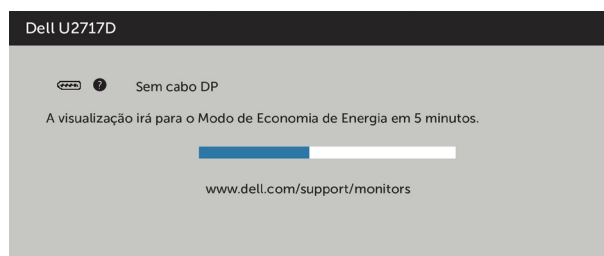 Dell U2717D
? Sem cabo DP
A visualização irá para o Modo de Economia de Energia em 5 minutos.
www.dell.com/support/monitors